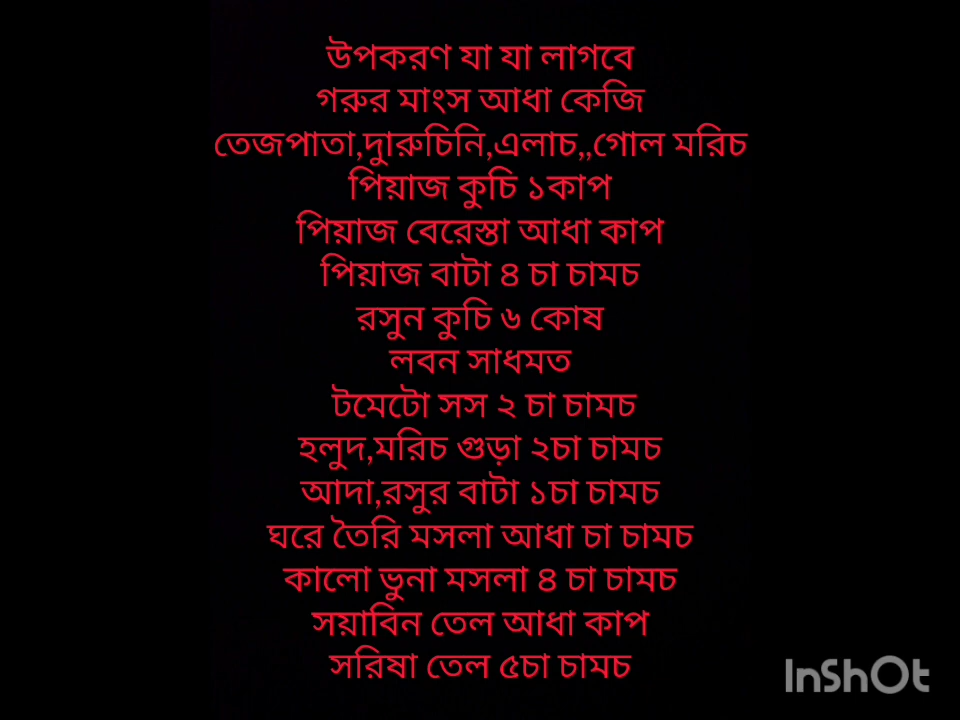 উপকরণ যা যা লাগবে
গরুর মাংস আধা কেজি
তেজপাতা,দুারুচিনি,এলাচ,,গোল মরিচ
পিয়াজ কুচি ১কাপ
পিয়াজ বেরেস্তা আধা কাপ
পিয়াজ বাটা ৪ চা চামচ
রসুন কুচি ৬ কোষ
লবন সাধমত
টমেটো সস ২ চা চামচ
হলুদ,মরিচ গুড়া ২চা চামচ
আদা,রসুর বাটা ১চা চামচ
ঘরে তৈরি মসলা আধা চা চামচ
কালো ভুনা মসলা ৪ চা চামচ
সয়াবিন তেল আধা কাপ
সরিষা তেল ৫চা চামচ
InShOt